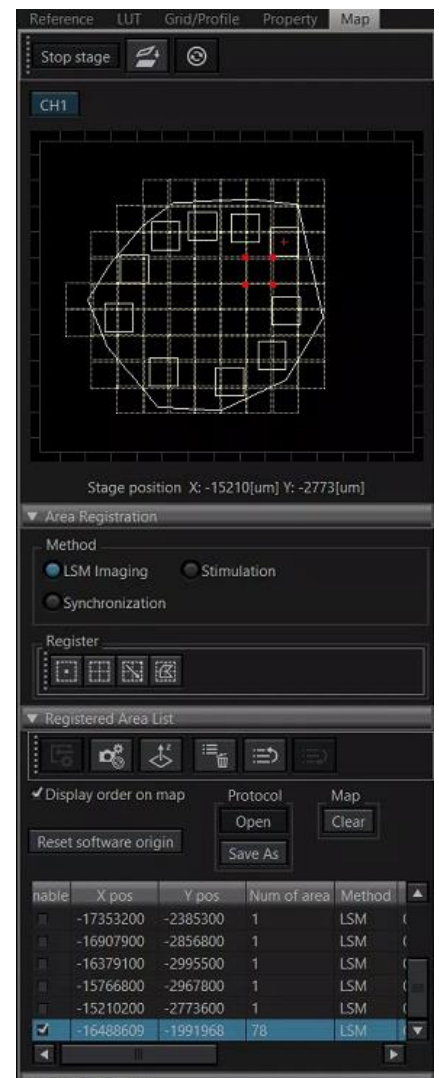 Reference LUT Grid/Profile Property Map
Stop stage
CH1
Stage position X: -15210[um] Y: -2773[um]
Area Registration
Method
LSM Imaging Stimulation
Synchronization
Register
Registered Area List
Display order on map
Protocol Map
Open Clear
Reset software origin
Save As
nable X pos Y pos Num of area Method
-17353200 -2385300 1 LSM
-16907900 -2856800 1 LSM
-16379100 -2995500 1 LSM
-15766800 -2967800 1 LSM
-15210200 -2773600 1 LSM
-16488609 -1991968 78 LSM